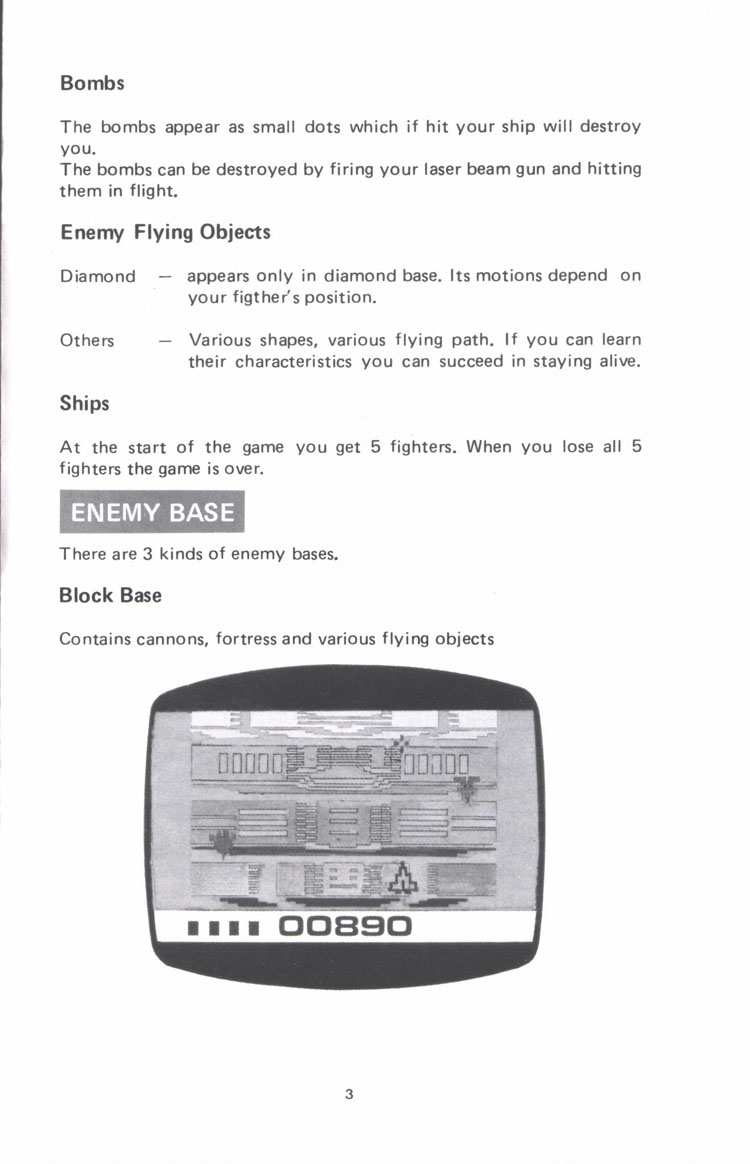 Bombs
The bombs appear as small dots which if hit your ship will destroy
you.
The bombs can be destroyed by firing your laser beam gun and hitting
them in flight.
Enemy Flying Objects
Diamond — appears only in diamond base. Its motions depend on
your figther's position.
Others — Various shapes, various flying path. If you can learn
their characteristics you can succeed in staying alive.
Ships
At the start of the game you get 5 fighters. When you lose all 5
fighters the game is over.
ENEMY BASE
There are 3 kinds of enemy bases.
Block Base
Contains cannons, fortress and various flying objects
00890
3